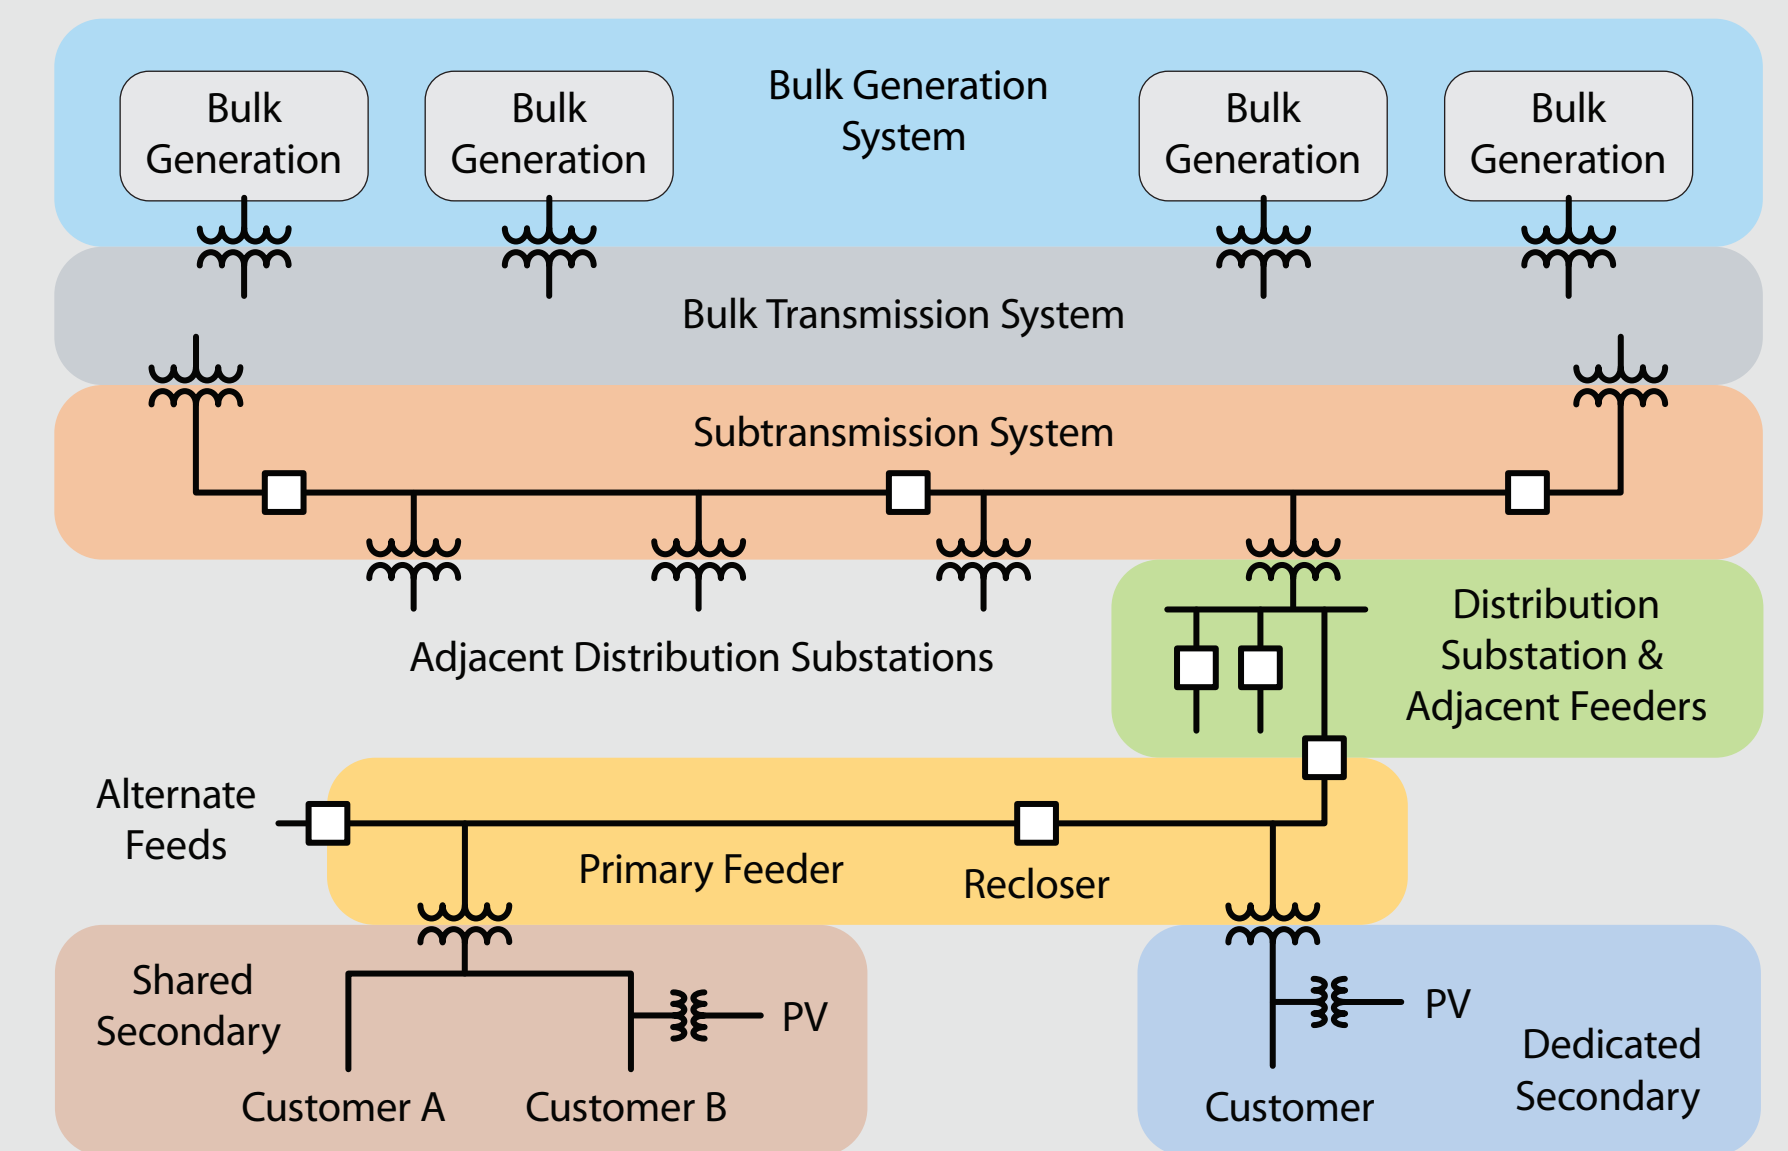 Bulk
Generation
Bulk
Generation
Bulk Generation
System
Bulk
Generation
Bulk
Generation
Bulk Transmission System
Subtransmission System
Adjacent Distribution Substations
Distribution
Substation &
Adjacent Feeders
Alternate
Feeds
Primary Feeder
Recloser
Shared
Secondary
PV
Customer A
Customer B
PV
Customer
Dedicated
Secondary